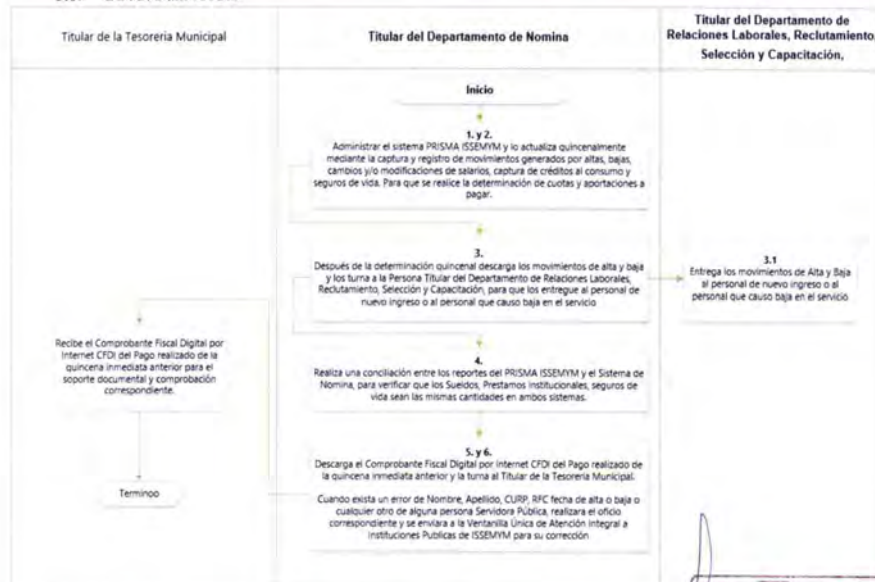 Titular de la Tesoreria Municipal
Titular del Departamento de Nomina
Titular del Departamento de
Relaciones Laborales, Reclutamiento,
Selección y Capacitación,
Inicio
1. y 2.
Administrar el sistema PRISMA ISSEMYM y lo actualiza quincenalmente
mediante la captura y registro de movimientos generados por altas, bajas,
cambios y/o modificaciones de salarios, captura de créditos al consumo y
seguros de vida. Para que se realice la determinación de cuotas y aportaciones a
pagar.
3.
Después de la determinación quincenal descarga los movimientos de alta y baja
y los turna a la Persona Titular del Departamento de Relaciones Laborales,
Reclutamiento, Selección y Capacitación, para que los entregue al personal de
nuevo ingreso o al personal que causo baja en el servicio
3.1
Entrega los movimientos de Alta y Baja
al personal de nuevo ingreso o al
personal que causo baja en el servicio
Recibe el Comprobante Fiscal Digital por
Internet CFDI del Pago realizado de la
quincena inmediata anterior para el
soporte documental y comprobación
correspondiente.
4.
Realiza una conciliación entre los reportes del PRISMA ISSEMYM y el Sistema de
Nomina, para verificar que los Sueldos, Prestamos institucionales, seguros de
vida sean las mismas cantidades en ambos sistemas.
5. y 6.
Descarga el Comprobante Fiscal Digital por Internet CFDI del Pago realizado de
la quincena inmediata anterior y la turna al Titular de la Tesorería Municipal.
Cuando exista un error de Nombre, Apellido, CURP, RFC fecha de alta o baja o
cualquier otro de alguna persona Servidora Pública, realizara el oficio
correspondiente y se enviara a la Ventanilla Única de Atención Integral a
Instituciones Publicas de ISSEMYM para su corrección
Terminoo